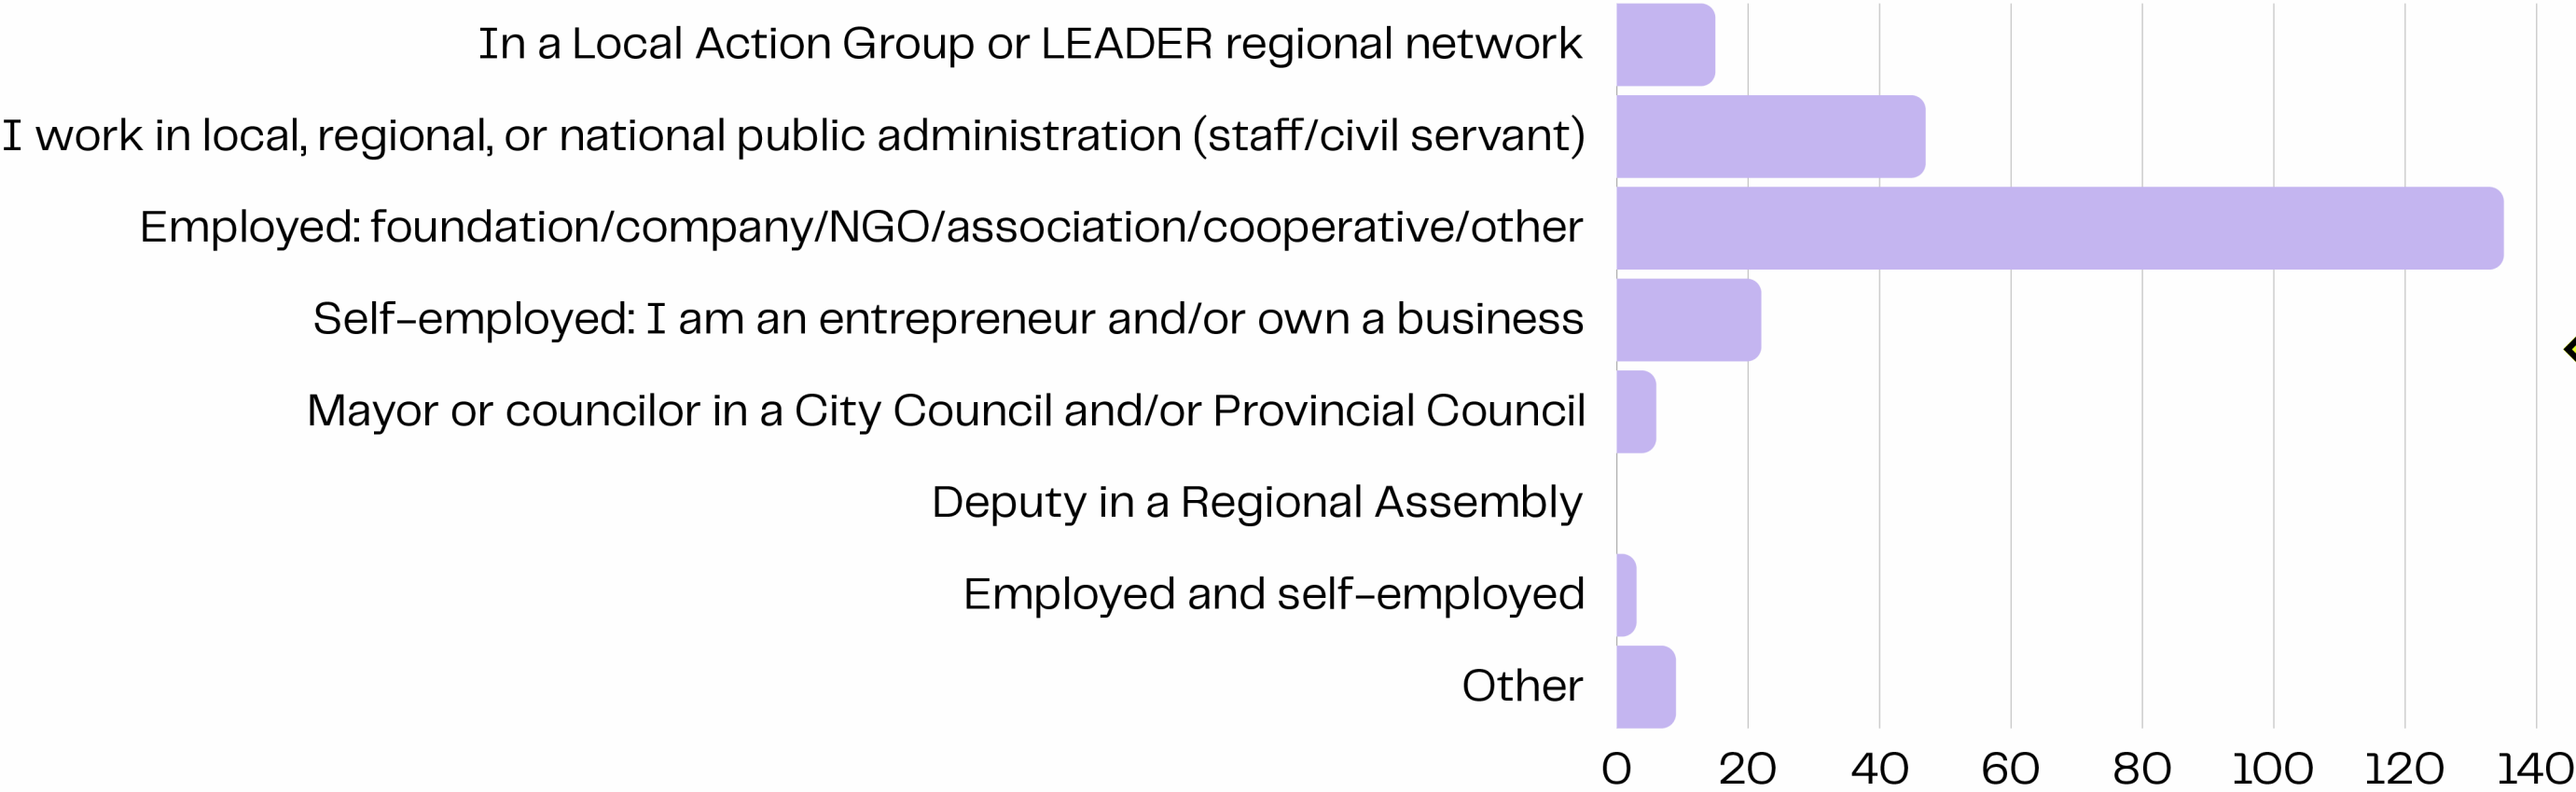 In a Local Action Group or LEADER regional network
I work in local, regional, or national public administration (staff/civil servant)
Employed: foundation/company/NGO/association/cooperative/other
Self-employed: I am an entrepreneur and/or own a business
Mayor or councilor in a City Council and/or Provincial Council
Deputy in a Regional Assembly
Employed and self-employed
Other
0 20 40 60 80 100 120 140